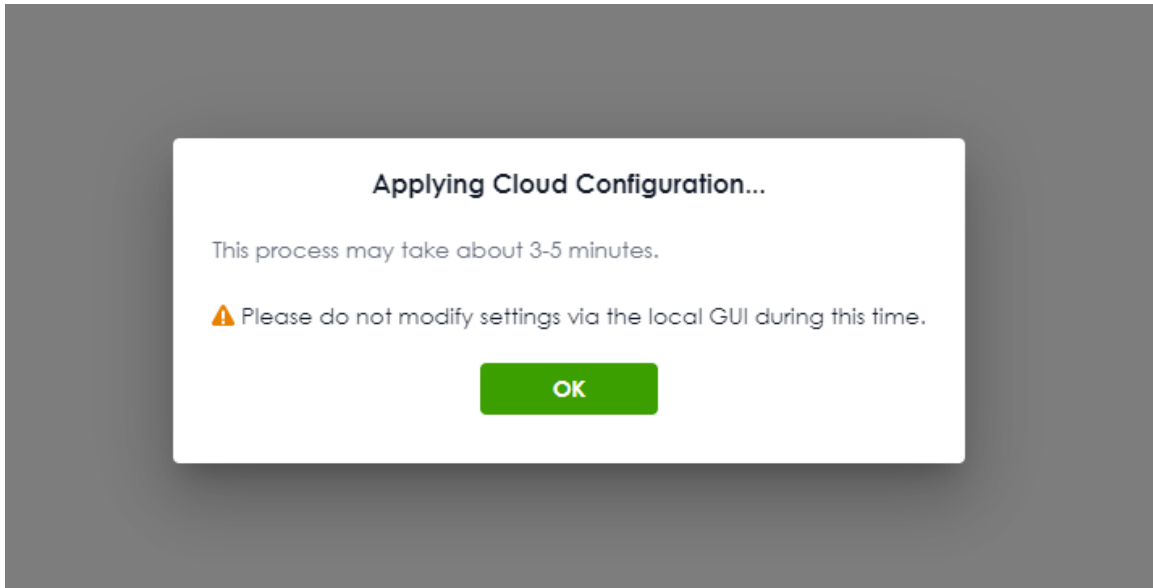 Applying Cloud Configuration...
This process may take about 3-5 minutes.
Please do not modify settings via the local GUI during this time.
OK